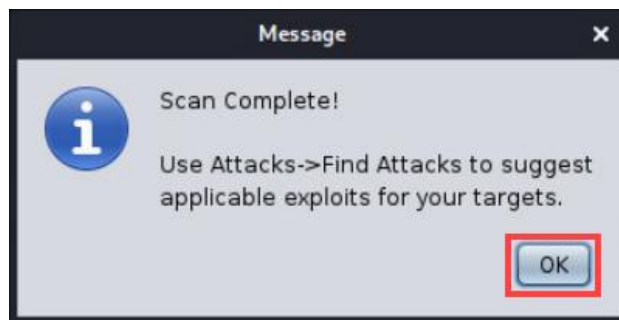 Message
Scan Complete!
Use Attacks->Find Attacks to suggest
applicable exploits for your targets.
OK